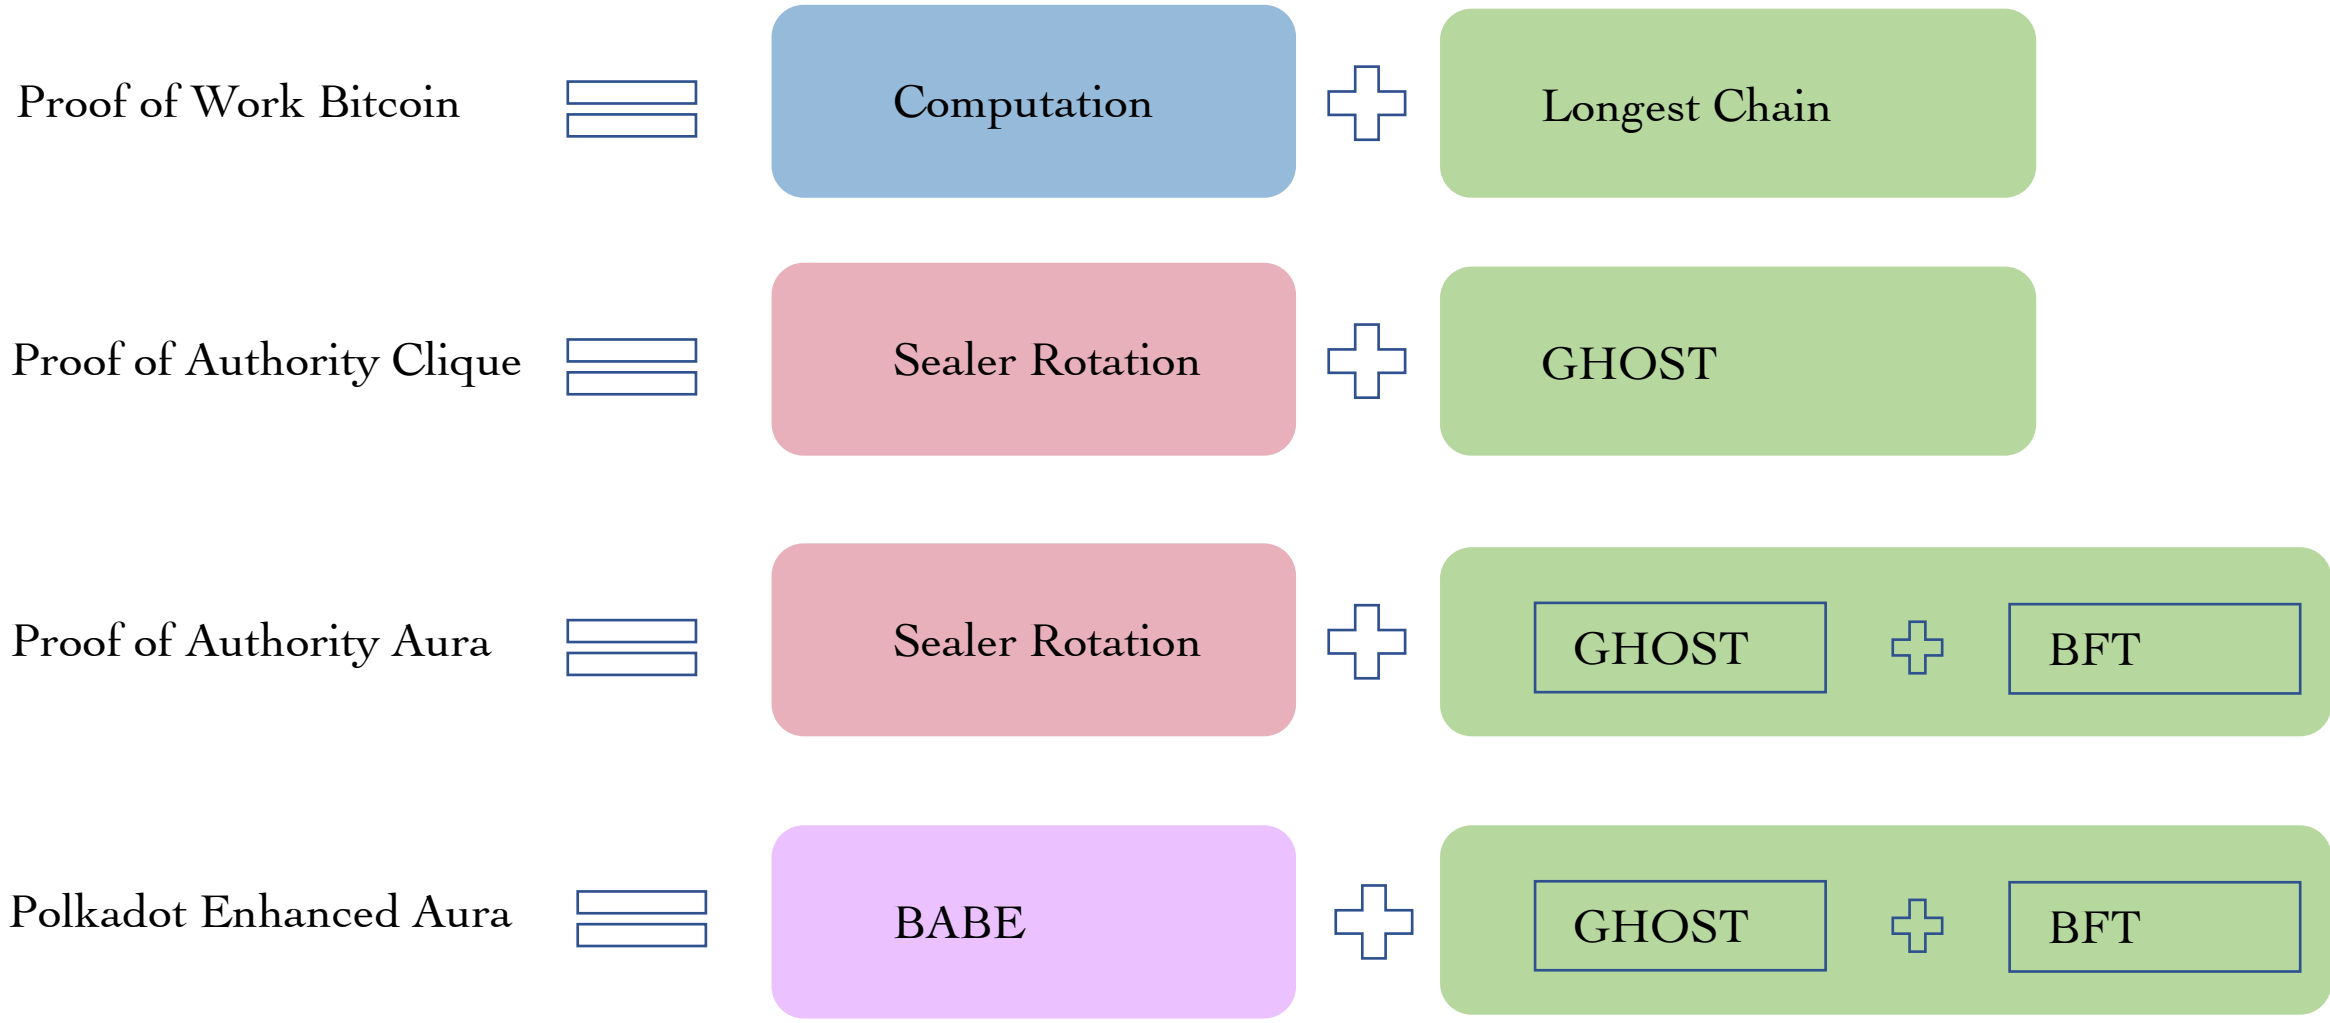 Proof of Work Bitcoin
Computation
Longest Chain
Proof of Authority Clique
Sealer Rotation
GHOST
Proof of Authority Aura
Sealer Rotation
GHOST
BFT
Polkadot Enhanced Aura
BABE
GHOST
BFT